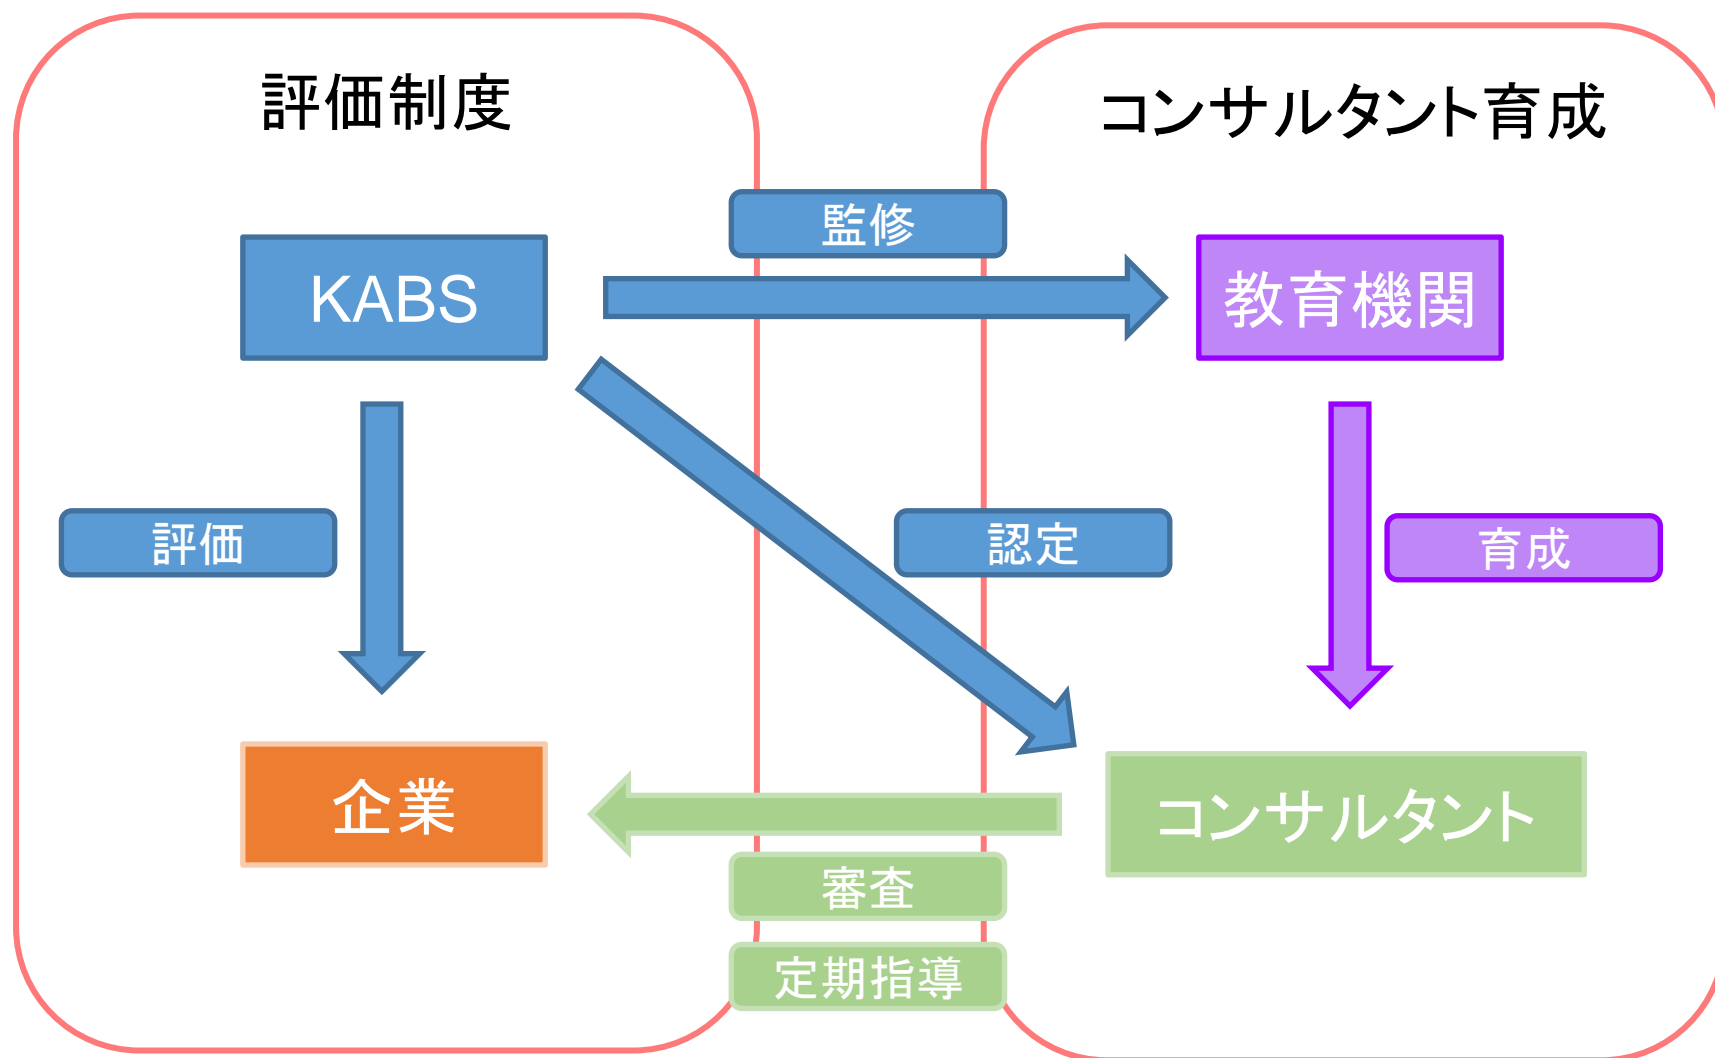 評価制度
コンサルタント育成
監修
KABS
教育機関
評価
認定
育成
企業
コンサルタント
審査
定期指導